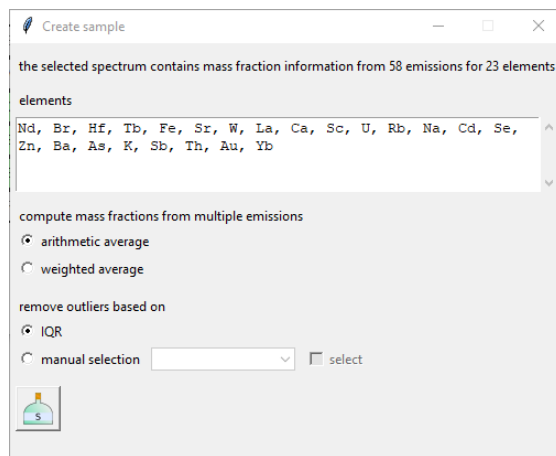 Create sample
the selected spectrum contains mass fraction information from 58 emissions for 23 elements
elements
Nd, Br, Hf, Tb, Fe, Sr, W, La, Ca, Sc, U, Rb, Na, Cd, Se,
Zn, Ba, As, K, Sb, Th, Au, Yb
compute mass fractions from multiple emissions
arithmetic average
weighted average
remove outliers based on
IQR
manual selection select
S